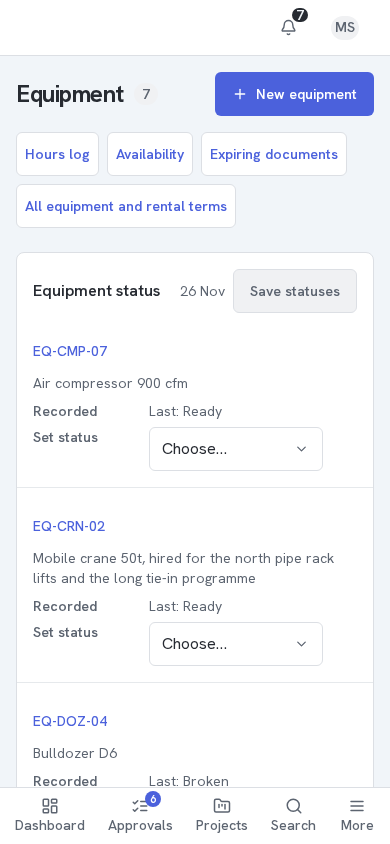 7
MS
Equipment 7
New equipment
Hours log
Availability
Expiring documents
All equipment and rental terms
Equipment status
26 Nov
Save statuses
EQ-CMP-07
Air compressor 900 cfm
Recorded
Last: Ready
Set status
Choose...
EQ-CRN-02
Mobile crane 50t, hired for the north pipe rack
lifts and the long tie-in programme
Recorded
Last: Ready
Set status
Choose...
EQ-DOZ-04
Bulldozer D6
Recorded
Last: Broken
6
Dashboard
Approvals
Projects
Search
More